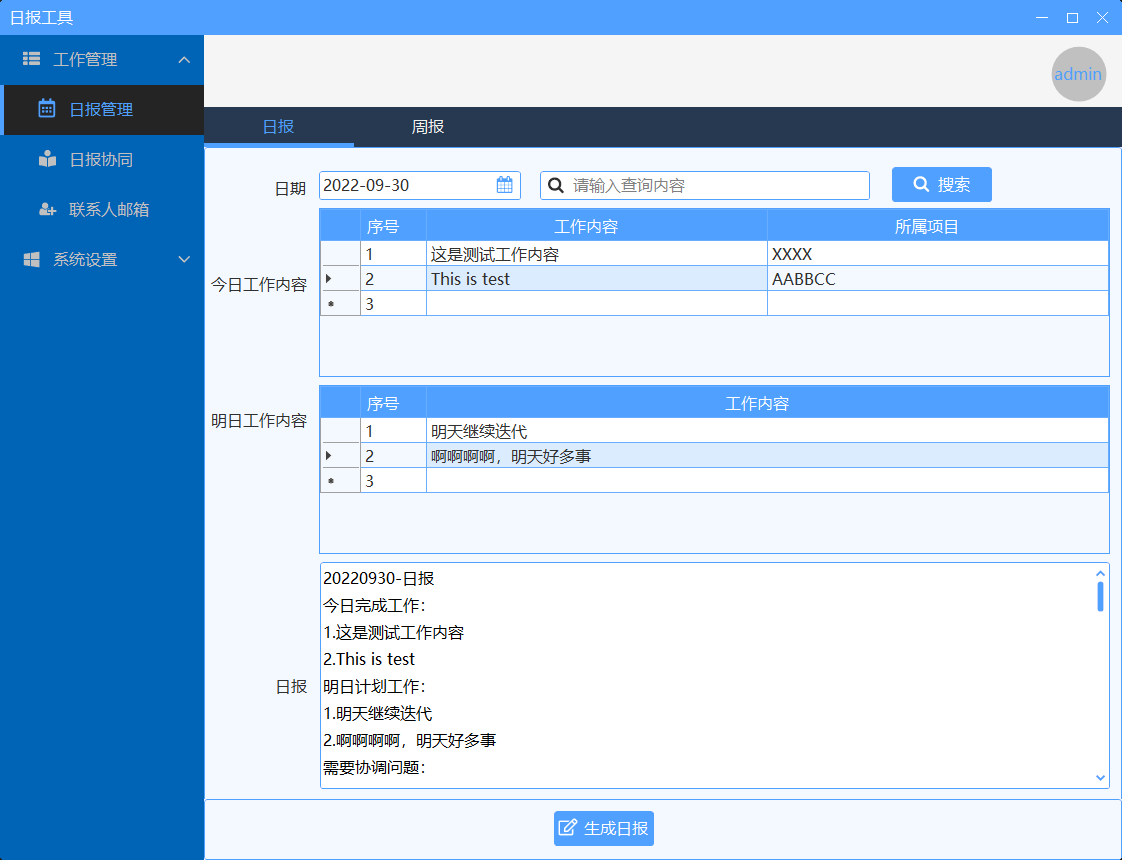 日报工具
工作管理
日报管理
日报协同
联系人邮箱
系统设置
admin
日报 周报
日期 2022-09-30 请输入查询内容 搜索
今日工作内容
序号 工作内容 所属项目
1 这是测试工作内容 XXXX
2 This is test AABBCC
* 3
明日工作内容
序号 工作内容
1 明天继续迭代
2 啊啊啊啊，明天好多事
* 3
日报
20220930-日报
今日完成工作：
1.这是测试工作内容
2.This is test
明日计划工作：
1.明天继续迭代
2.啊啊啊啊，明天好多事
需要协调问题：
生成日报